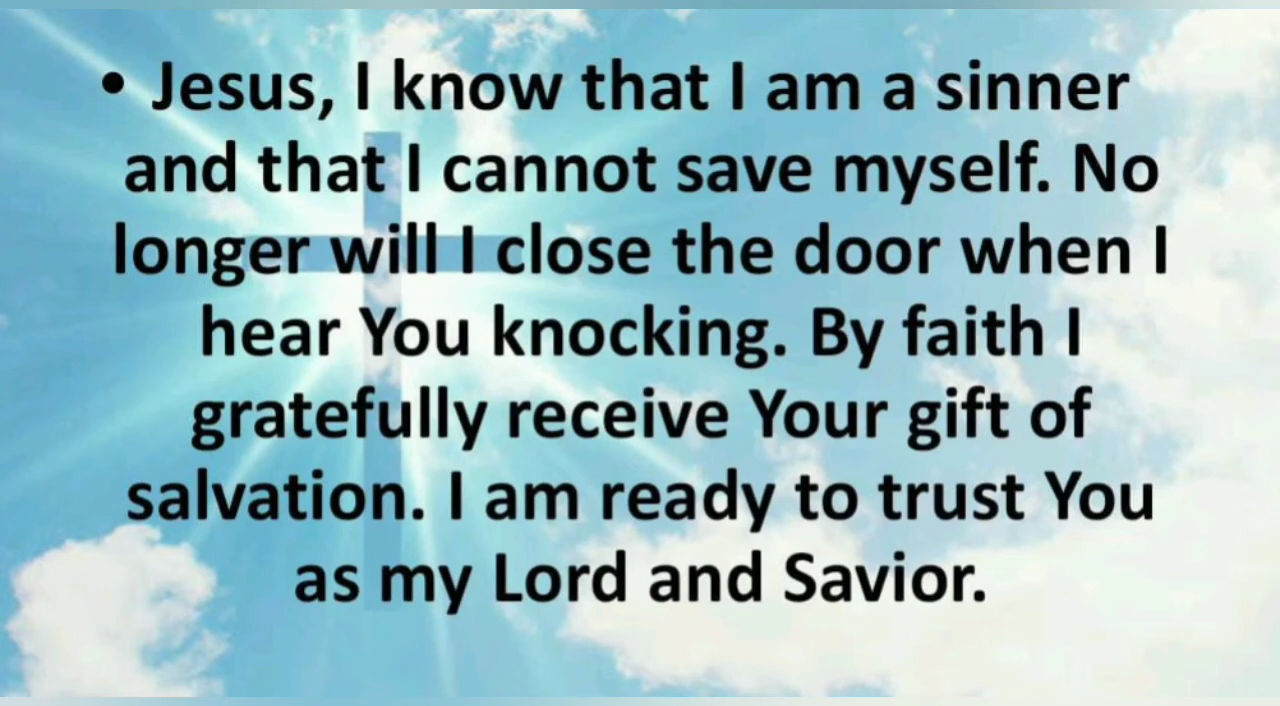 • Jesus, I know that I am a sinner
and that I cannot save myself. No
longer will I close the door when I
hear You knocking. By faith I
gratefully receive Your gift of
salvation. I am ready to trust You
as my Lord and Savior.